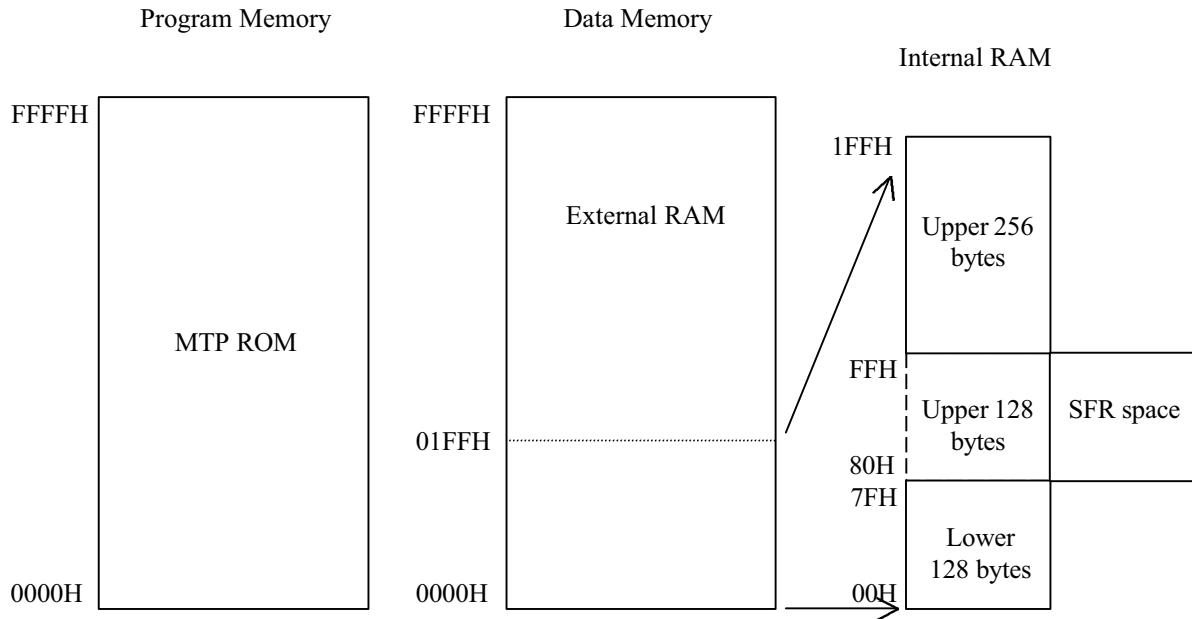 Program Memory
Data Memory
Internal RAM
FFFFH
FFFFH
1FFH
External RAM
Upper 256
bytes
MTP ROM
FFH
Upper 128
bytes
SFR space
01FFH
80H
7FH
Lower
128 bytes
0000H
0000H
00H